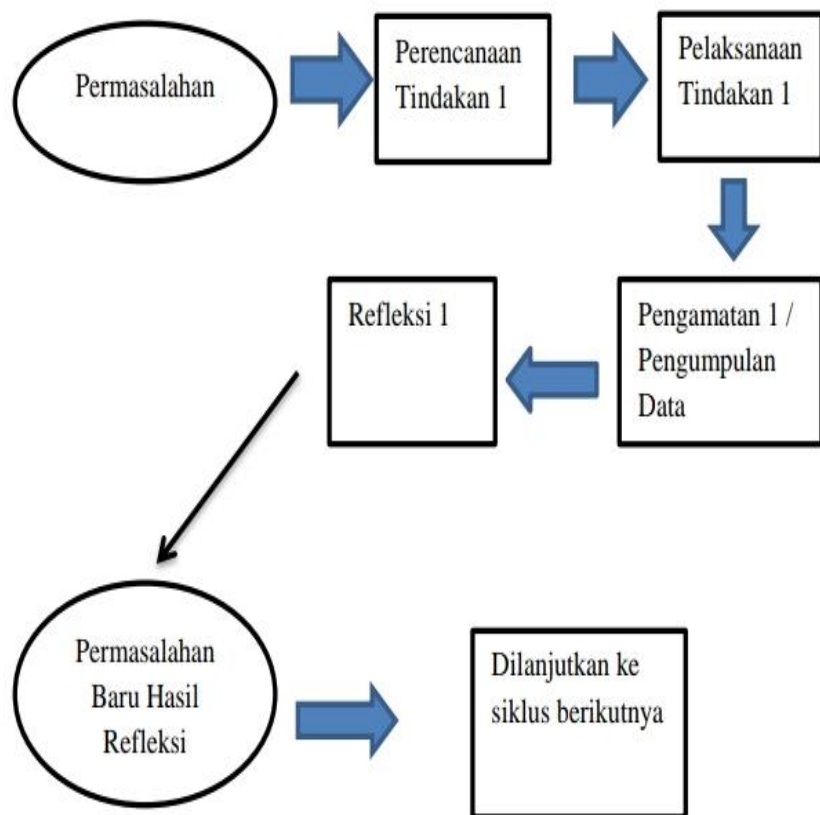 Permasalahan
Perencanaan
Tindakan 1
Pelaksanaan
Tindakan 1
Refleksi 1
Pengamatan 1 /
Pengumpulan
Data
Permasalahan
Baru Hasil
Refleksi
Dilanjutkan ke
siklus berikutnya